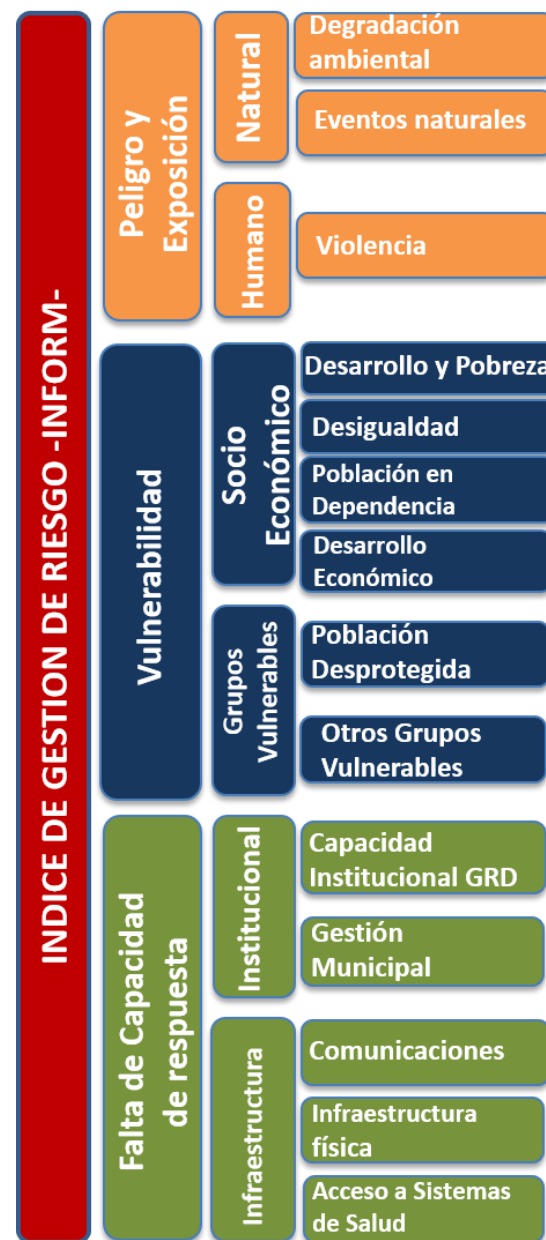 INDICE DE GESTION DE RIESGO -INFORM-
Peligro y
Exposición
Natural
Degradación
ambiental
Eventos naturales
Humano
Violencia
Vulnerabilidad
Socio
Económico
Desarrollo y Pobreza
Desigualdad
Población en
Dependencia
Desarrollo
Económico
Grupos
Vulnerables
Población
Desprotegida
Otros Grupos
Vulnerables
Falta de Capacidad
de respuesta
Institucional
Capacidad
Institucional GRD
Gestión
Municipal
Infraestructura
Comunicaciones
Infraestructura
física
Acceso a Sistemas
de Salud